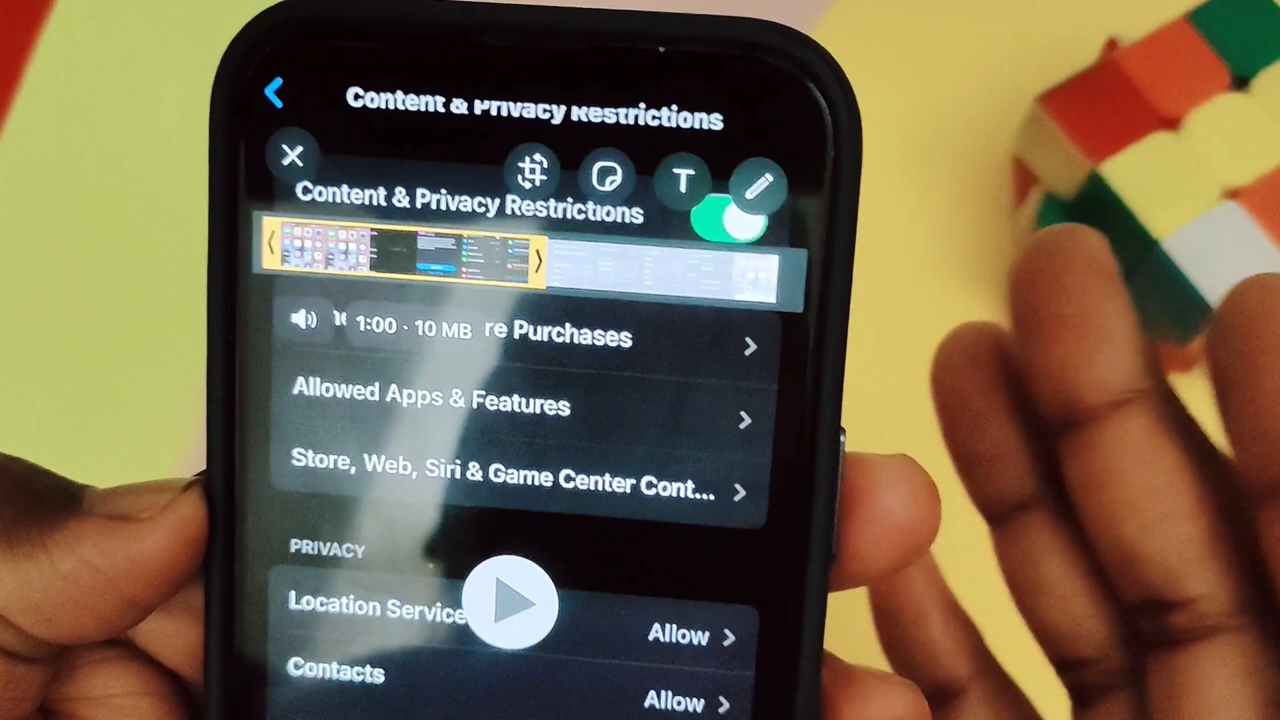 Content & Privacy Restrictions
T
Content & Privacy Restrictions
1:00 · 10 MB re Purchases
Allowed Apps & Features
Store, Web, Siri & Game Center Cont...
PRIVACY
Location Service
Allow
Contacts
Allow